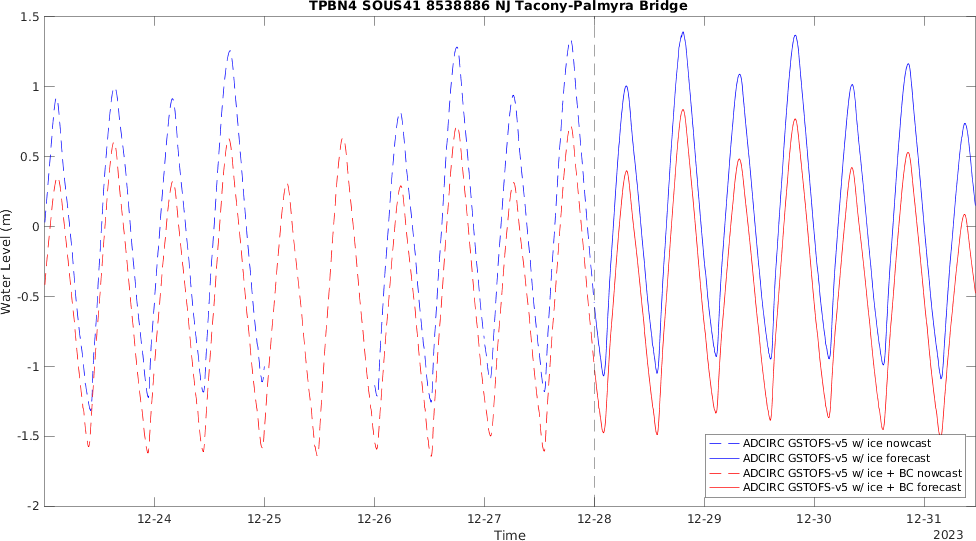 TPBN4 SOUS41 8538886 NJ Tacony-Palmyra Bridge
1.5
1
0.5
0
-0.5
-1
-1.5
-2
Water Level (m)
12-24 12-25 12-26 12-27 12-28 12-29 12-30 12-31
Time
2023
ADCIRC GSTOFS-v5 w/ ice nowcast
ADCIRC GSTOFS-v5 w/ ice forecast
ADCIRC GSTOFS-v5 w/ ice + BC nowcast
ADCIRC GSTOFS-v5 w/ ice + BC forecast